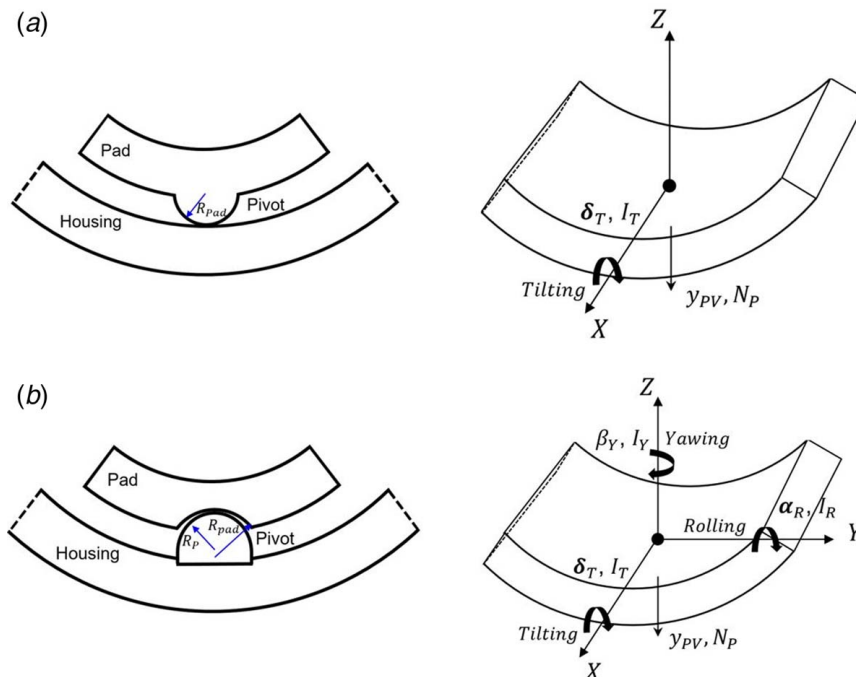 (a)
Pad
R_Pad
Pivot
Housing
Z
δ_T, I_T
Tilting
y_PV, N_P
X
(b)
Pad
R_P
R_pad
Pivot
Housing
Z
β_Y, I_Y Yawing
α_R, I_R
Rolling
Y
δ_T, I_T
Tilting
y_PV, N_P
X